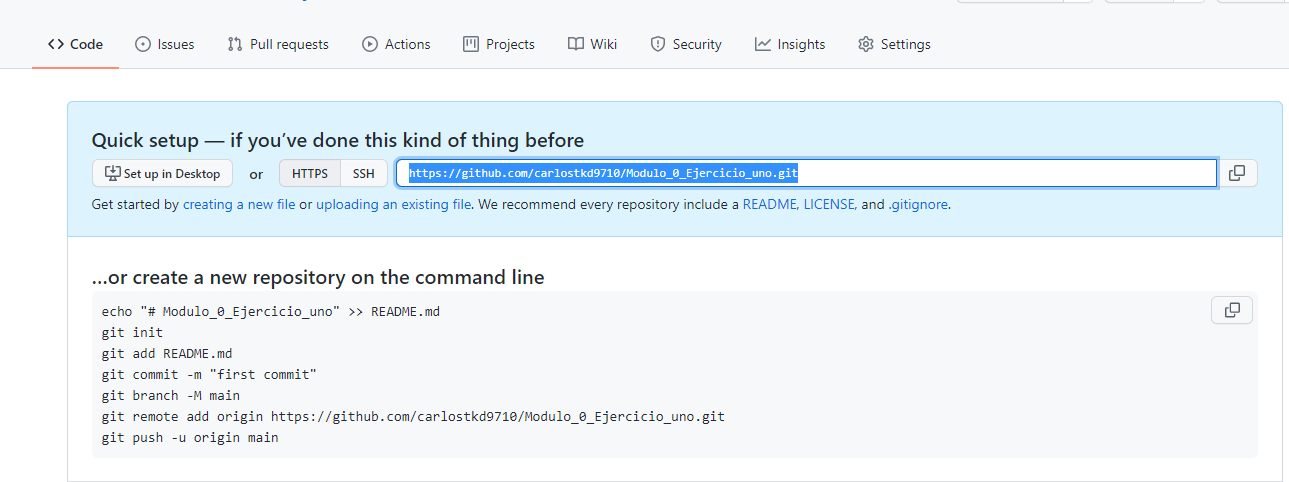 Code Issues Pull requests Actions Projects Wiki Security Insights Settings
Quick setup — if you've done this kind of thing before
Set up in Desktop or HTTPS SSH https://github.com/carlostkd9710/Modulo_0_Ejercicio_uno.git
Get started by creating a new file or uploading an existing file. We recommend every repository include a README, LICENSE, and .gitignore.
...or create a new repository on the command line
echo "# Modulo_0_Ejercicio_uno" >> README.md
git init
git add README.md
git commit -m "first commit"
git branch -M main
git remote add origin https://github.com/carlostkd9710/Modulo_0_Ejercicio_uno.git
git push -u origin main